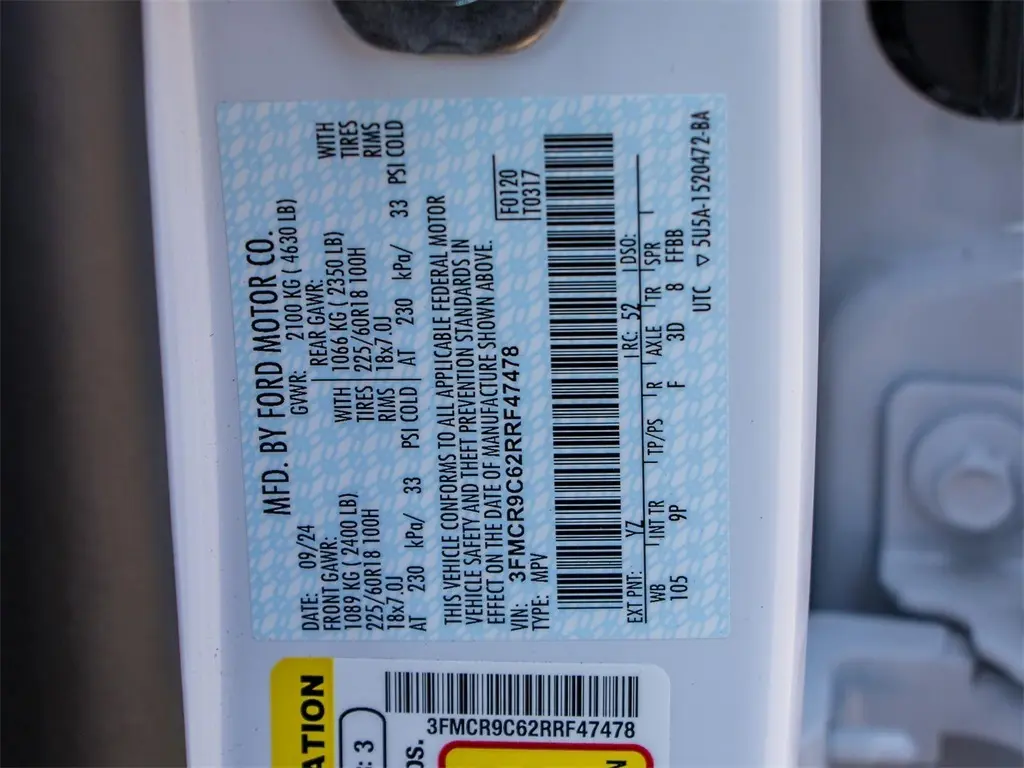 MFD. BY FORD MOTOR CO.
DATE: 09/24
GVWR: 2100 KG ( 4630 LB)
FRONT GAWR:
1089 KG ( 2400 LB)
225/60R18 100H
18x7.0J
AT 230 kPa/ 33 PSI COLD
WITH
TIRES
RIMS
REAR GAWR:
1066 KG ( 2350 LB)
225/60R18 100H
18x7.0J
AT 230 kPa/ 33 PSI COLD
WITH
TIRES
RIMS
THIS VEHICLE CONFORMS TO ALL APPLICABLE FEDERAL MOTOR
VEHICLE SAFETY AND THEFT PREVENTION STANDARDS IN
EFFECT ON THE DATE OF MANUFACTURE SHOWN ABOVE.
VIN: 3FMCR9C62RRF47478
TYPE: MPV
F0120
T0317
EXT PNT: YZ RC: 52 DSO:
WB INT TR TP/PS R AXLE TR SPR
105 9P F 3D 8 FFBB
UTC ▽ 5U5A-1520472-BA
3FMCR9C62RRF47478